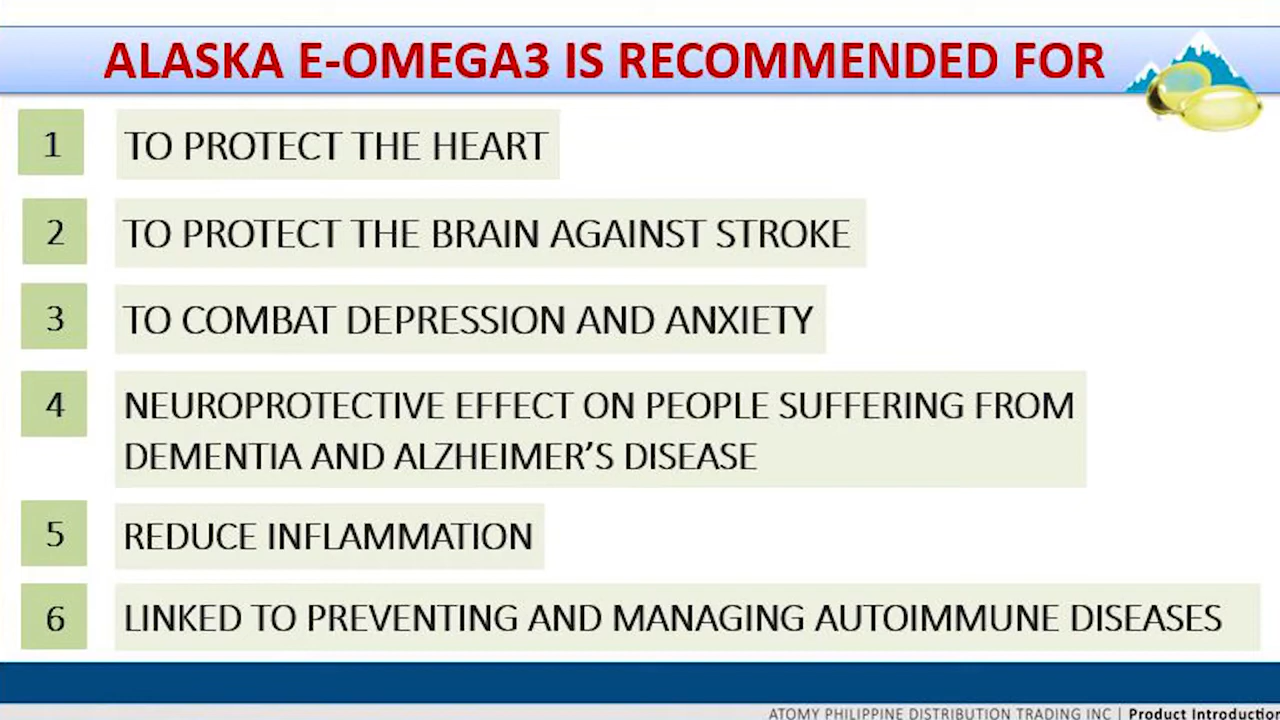 ALASKA E-OMEGA3 IS RECOMMENDED FOR
1 TO PROTECT THE HEART
2 TO PROTECT THE BRAIN AGAINST STROKE
3 TO COMBAT DEPRESSION AND ANXIETY
4 NEUROPROTECTIVE EFFECT ON PEOPLE SUFFERING FROM
DEMENTIA AND ALZHEIMER'S DISEASE
5 REDUCE INFLAMMATION
6 LINKED TO PREVENTING AND MANAGING AUTOIMMUNE DISEASES
ATOMY PHILIPPINE DISTRIBUTION TRADING INC | Product Introduction